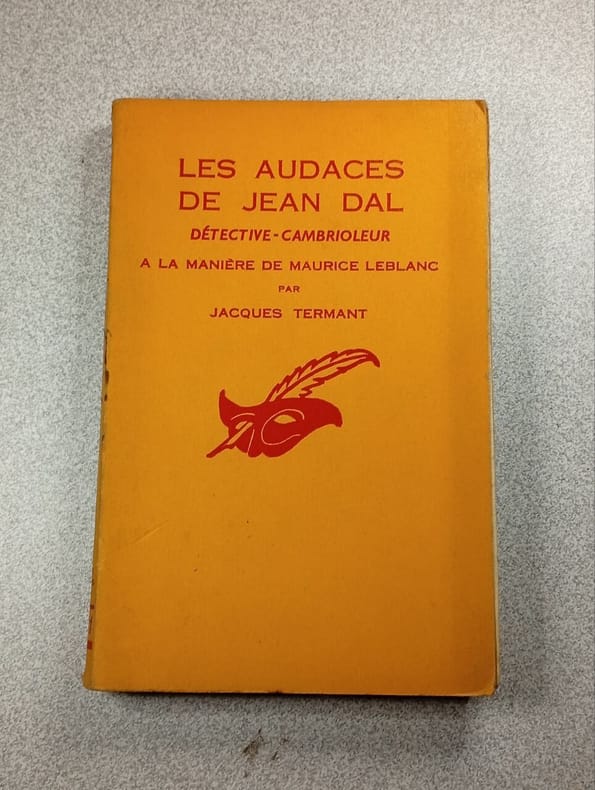 LES AUDACES
DE JEAN DAL
DÉTECTIVE-CAMBRIOLEUR
A LA MANIÈRE DE MAURICE LEBLANC
PAR
JACQUES TERMANT